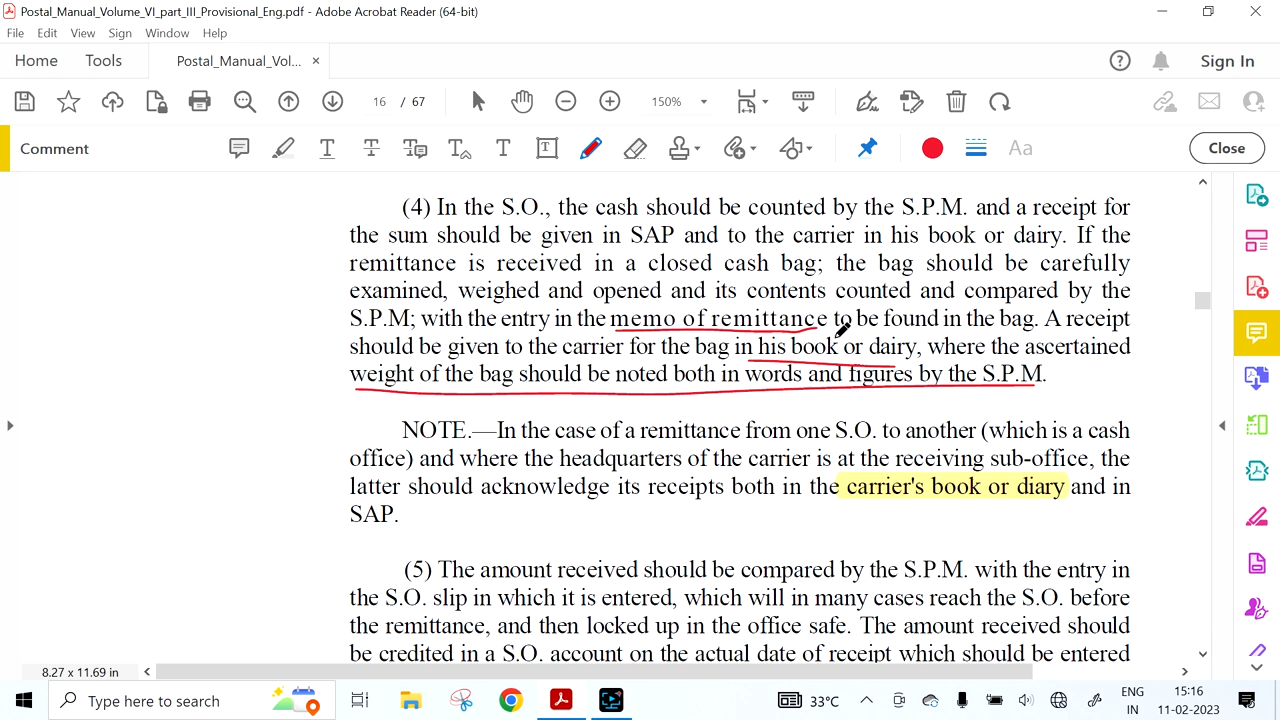 Postal_Manual_Volume_VI_part_III_Provisional_Eng.pdf - Adobe Acrobat Reader (64-bit)
File Edit View Sign Window Help
Home Tools Postal_Manual_Vol... × Sign In
16 / 67 150% Aa
Comment Close
(4) In the S.O., the cash should be counted by the S.P.M. and a receipt for
the sum should be given in SAP and to the carrier in his book or dairy. If the
remittance is received in a closed cash bag; the bag should be carefully
examined, weighed and opened and its contents counted and compared by the
S.P.M; with the entry in the memo of remittance to be found in the bag. A receipt
should be given to the carrier for the bag in his book or dairy, where the ascertained
weight of the bag should be noted both in words and figures by the S.P.M.
NOTE.—In the case of a remittance from one S.O. to another (which is a cash
office) and where the headquarters of the carrier is at the receiving sub-office, the
latter should acknowledge its receipts both in the carrier's book or diary and in
SAP.
(5) The amount received should be compared by the S.P.M. with the entry in
the S.O. slip in which it is entered, which will in many cases reach the S.O. before
the remittance, and then locked up in the office safe. The amount received should
be credited in a S.O. account on the actual date of receipt which should be entered
8.27 x 11.69 in
Type here to search 33°C ENG IN 15:16 11-02-2023